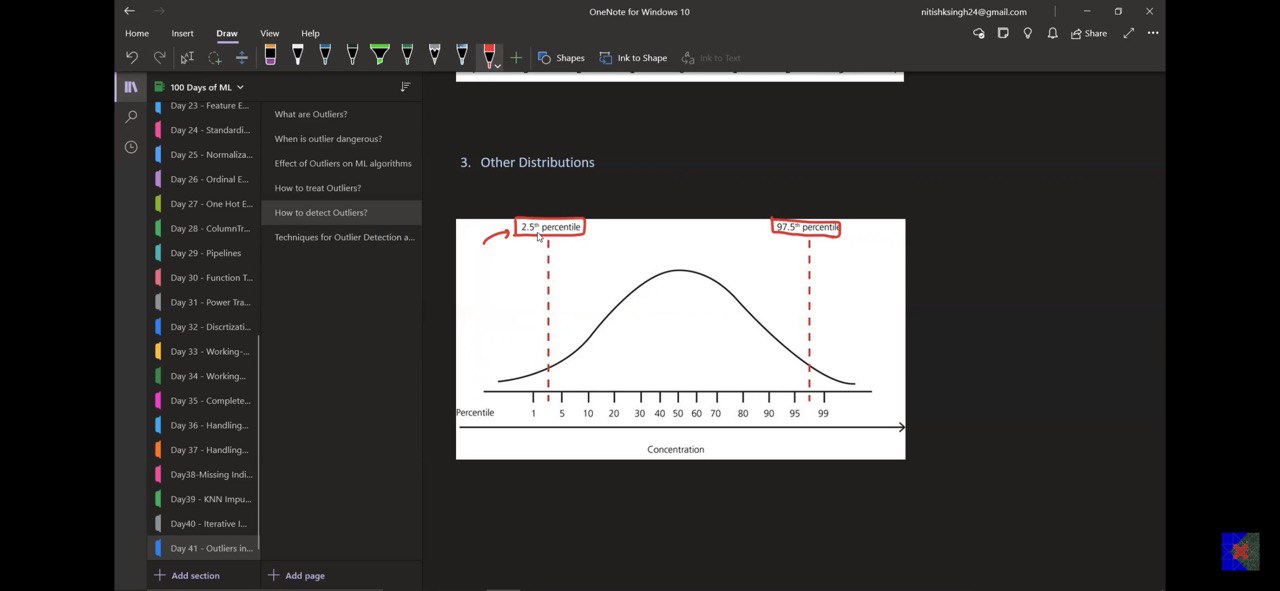 OneNote for Windows 10
nitishksingh24@gmail.com
Home Insert Draw View Help
Share
Shapes Ink to Shape Ink to Text
100 Days of ML
Day 23 - Feature E...
Day 24 - Standardi...
Day 25 - Normaliza...
Day 26 - Ordinal E...
Day 27 - One Hot E...
Day 28 - ColumnTr...
Day 29 - Pipelines
Day 30 - Function T...
Day 31 - Power Tra...
Day 32 - Discrtizati...
Day 33 - Working-...
Day 34 - Working...
Day 35 - Complete...
Day 36 - Handling...
Day 37 - Handling...
Day38-Missing Indi...
Day39 - KNN Impu...
Day40 - Iterative I...
Day 41 - Outliers in...
Add section
What are Outliers?
When is outlier dangerous?
Effect of Outliers on ML algorithms
How to treat Outliers?
How to detect Outliers?
Techniques for Outlier Detection a...
Add page
3. Other Distributions
2.5th percentile 97.5th percentile
Percentile 1 5 10 20 30 40 50 60 70 80 90 95 99
Concentration